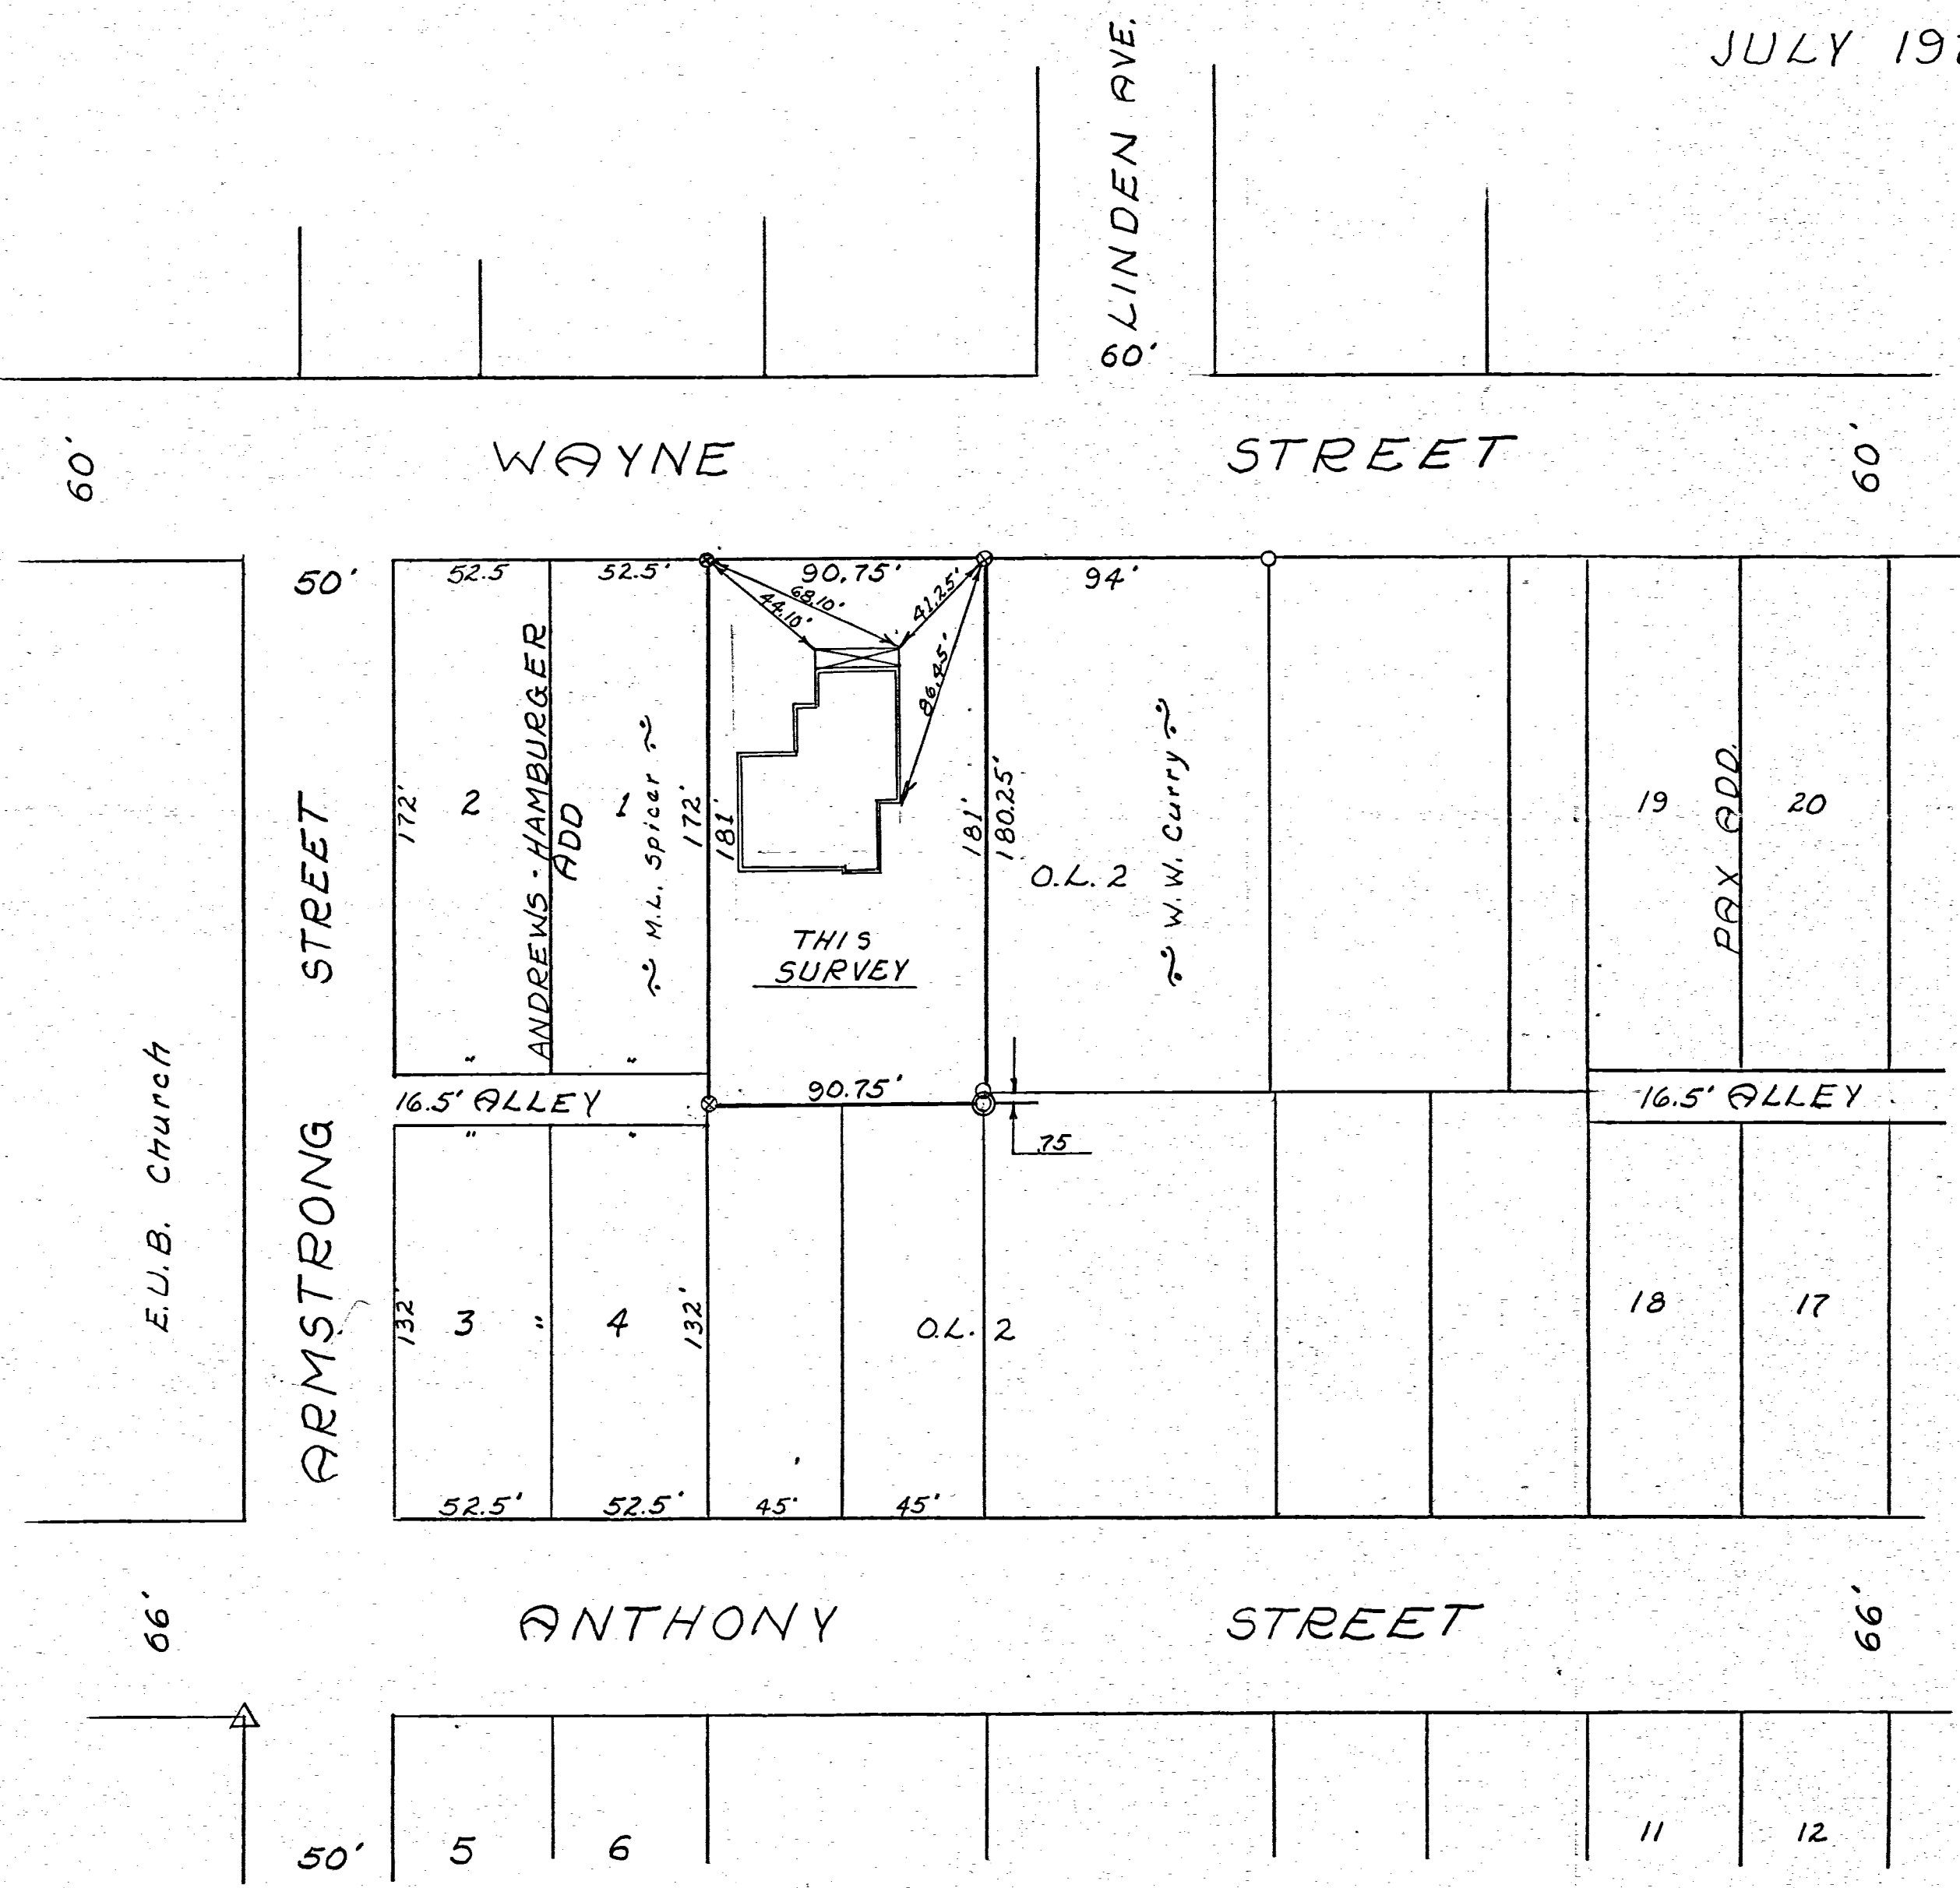 JULY 19
LINDEN AVE.
60'
60'
WAYNE STREET
60'
50'
52.5
52.5'
90.75'
94'
68.10'
44.10'
41.25'
172'
2
ANDREWS - HAMBURGER
ADD
1
~ M.L. Spicer ~
172'
181'
181'
180.25'
O.L. 2
~ W. W. Curry ~
19
PAX ADD.
20
THIS
SURVEY
STREET
"
"
16.5' ALLEY
90.75'
16.5' ALLEY
"
"
.75
E.U.B. Church
ARMSTRONG
132'
3
"
4
132'
O.L. 2
18
17
52.5'
52.5'
45'
45'
66'
ANTHONY STREET
66'
50'
5
6
11
12